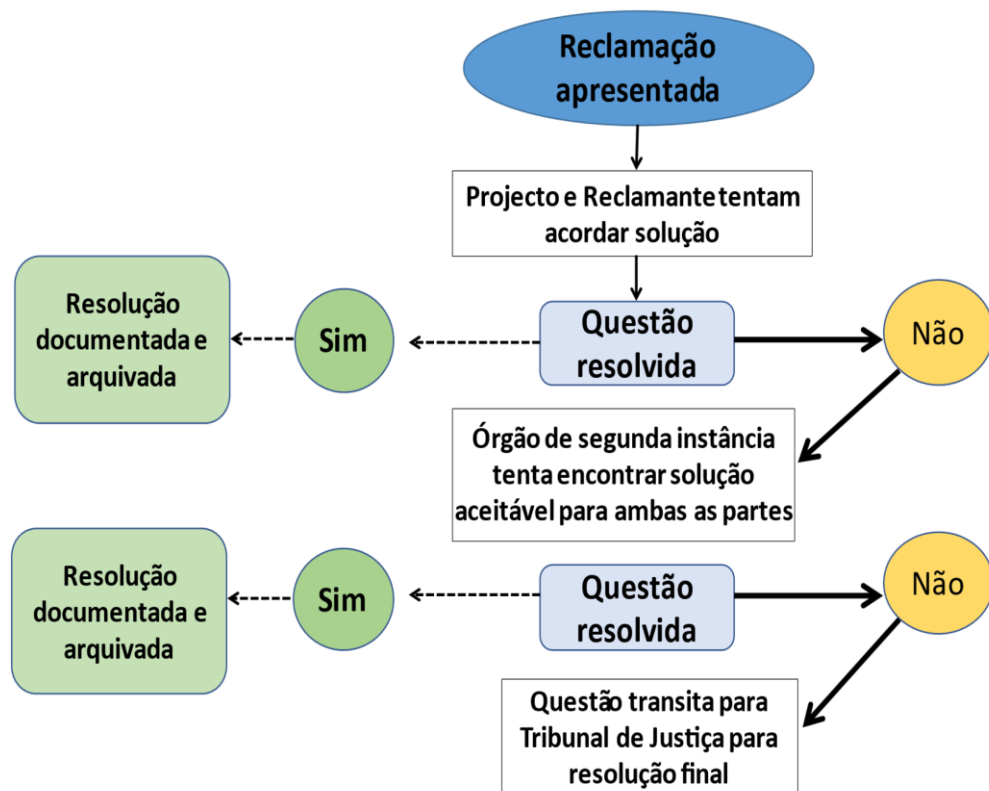 Reclamação
apresentada
Projecto e Reclamante tentam
acordar solução
Resolução
documentada e
arquivada
Sim
Questão
resolvida
Não
Órgão de segunda instância
tenta encontrar solução
aceitável para ambas as partes
Resolução
documentada e
arquivada
Sim
Questão
resolvida
Não
Questão transita para
Tribunal de Justiça para
resolução final